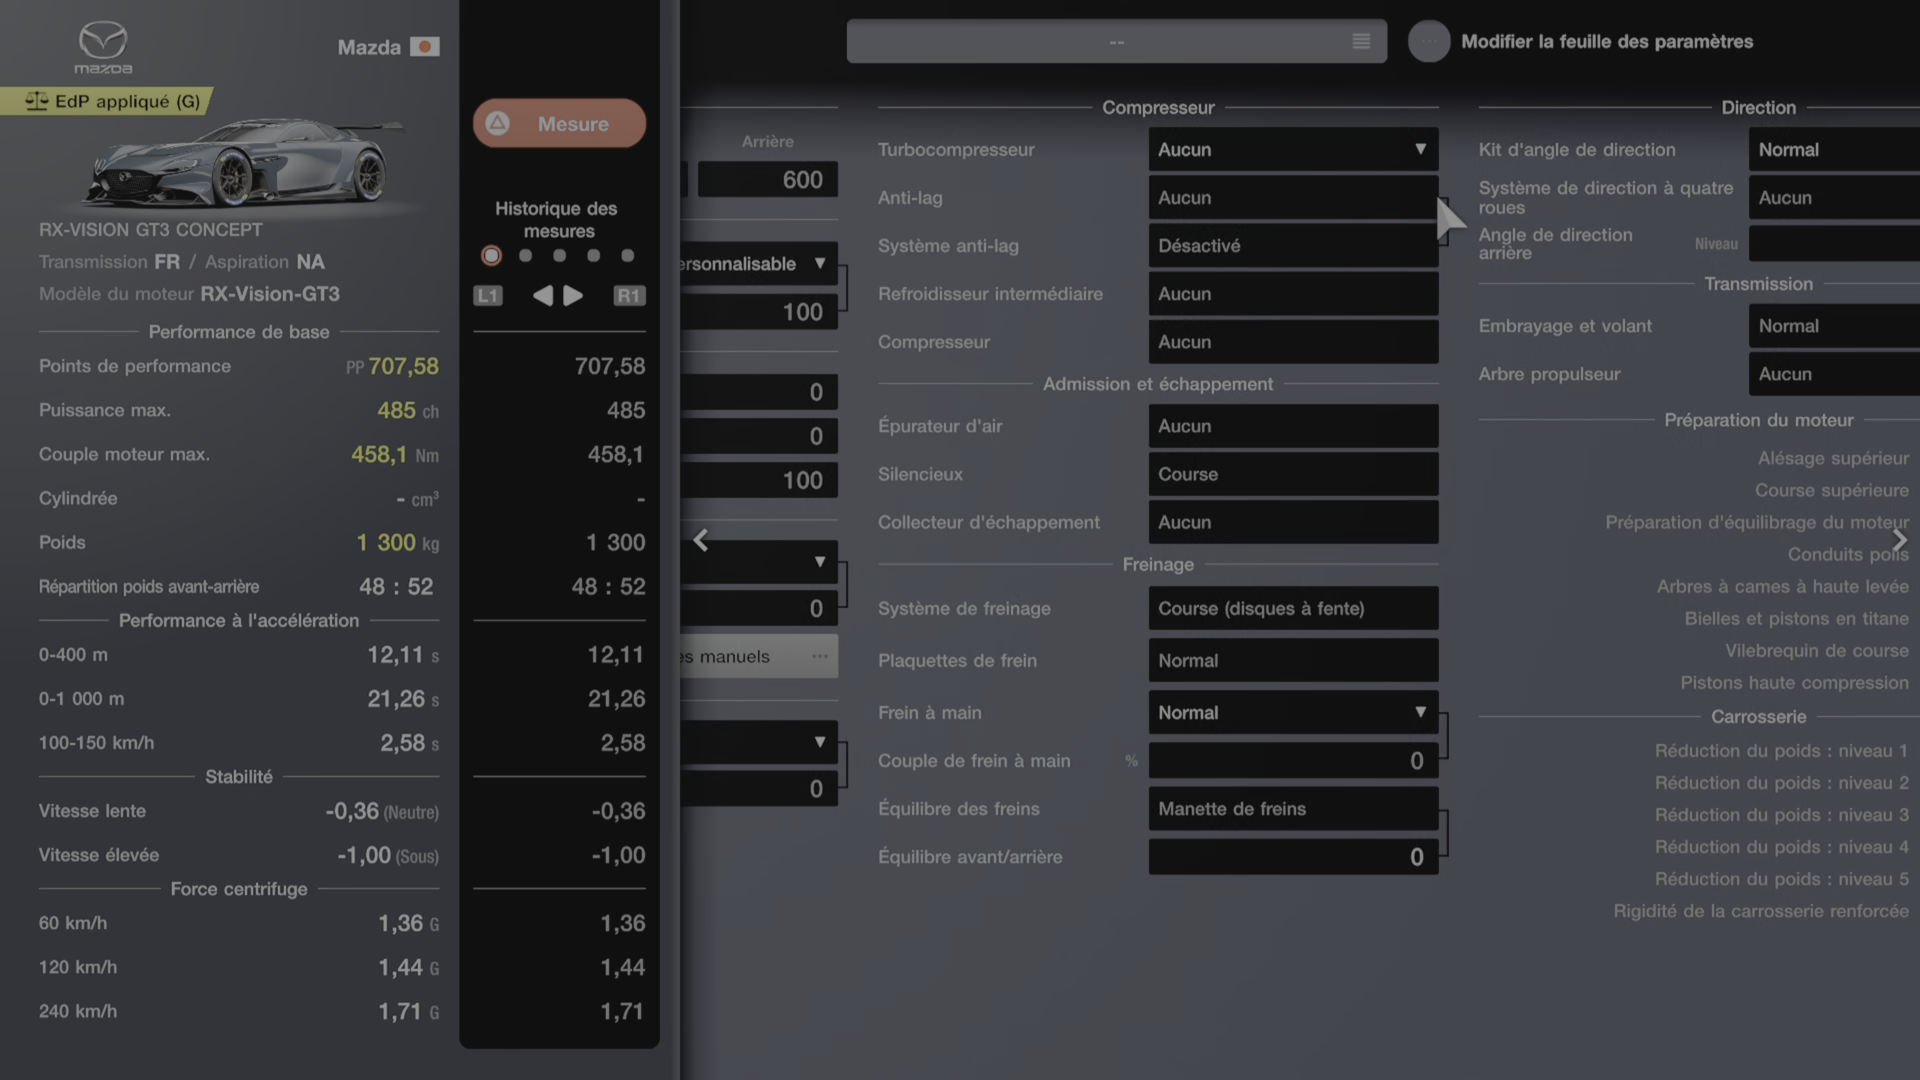 mazda
Mazda
EdP appliqué (G)
RX-VISION GT3 CONCEPT
Transmission FR / Aspiration NA
Modèle du moteur RX-Vision-GT3
Performance de base
Points de performance PP 707,58
Puissance max. 485 ch
Couple moteur max. 458,1 Nm
Cylindrée - cm³
Poids 1 300 kg
Répartition poids avant-arrière 48 : 52
Performance à l'accélération
0-400 m 12,11 s
0-1 000 m 21,26 s
100-150 km/h 2,58 s
Stabilité
Vitesse lente -0,36 (Neutre)
Vitesse élevée -1,00 (Sous)
Force centrifuge
60 km/h 1,36 G
120 km/h 1,44 G
240 km/h 1,71 G
Mesure
Historique des
mesures
L1 R1
707,58
485
458,1
-
1 300
48 : 52
12,11
21,26
2,58
-0,36
-1,00
1,36
1,44
1,71
--
Modifier la feuille des paramètres
Arrière
600
ersonnalisable
100
0
0
100
0
es manuels ...
0
Compresseur
Turbocompresseur Aucun
Anti-lag Aucun
Système anti-lag Désactivé
Refroidisseur intermédiaire Aucun
Compresseur Aucun
Admission et échappement
Épurateur d'air Aucun
Silencieux Course
Collecteur d'échappement Aucun
Freinage
Système de freinage Course (disques à fente)
Plaquettes de frein Normal
Frein à main Normal
Couple de frein à main % 0
Équilibre des freins Manette de freins
Équilibre avant/arrière 0
Direction
Kit d'angle de direction Normal
Système de direction à quatre
roues Aucun
Angle de direction
arrière Niveau
Transmission
Embrayage et volant Normal
Arbre propulseur Aucun
Préparation du moteur
Alésage supérieur
Course supérieure
Préparation d'équilibrage du moteur
Conduits polis
Arbres à cames à haute levée
Bielles et pistons en titane
Vilebrequin de course
Pistons haute compression
Carrosserie
Réduction du poids : niveau 1
Réduction du poids : niveau 2
Réduction du poids : niveau 3
Réduction du poids : niveau 4
Réduction du poids : niveau 5
Rigidité de la carrosserie renforcée